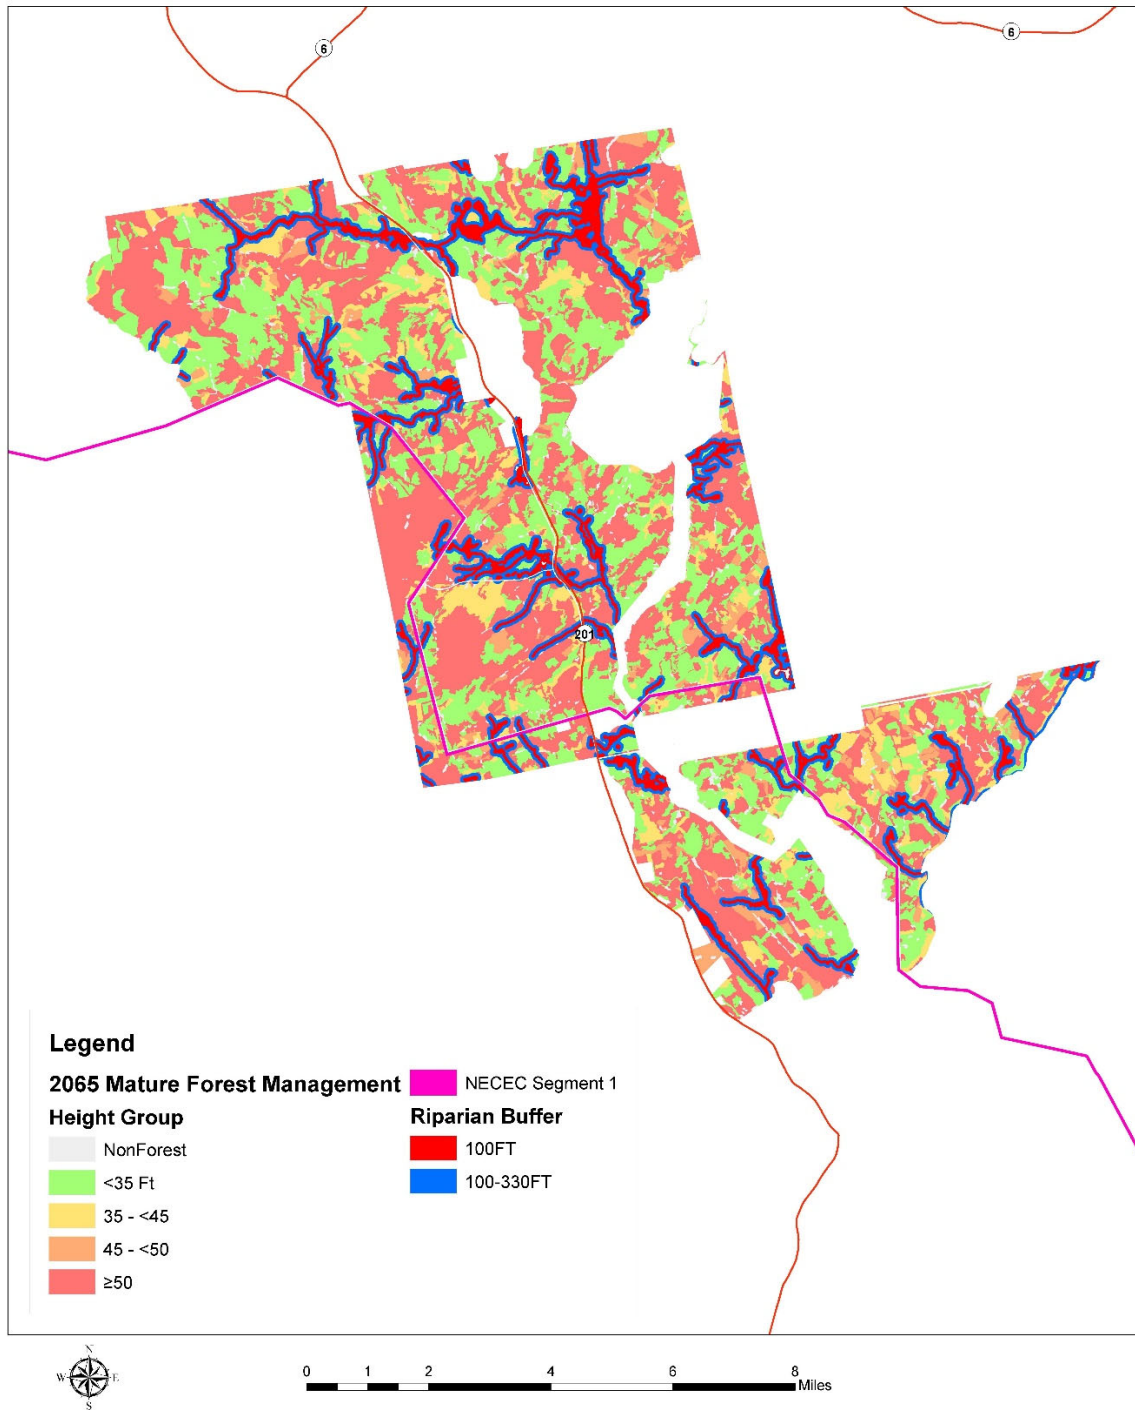 6
6
201
Legend
2065 Mature Forest Management
NECEC Segment 1
Height Group
Riparian Buffer
NonForest
100FT
<35 Ft
100-330FT
35 - <45
45 - <50
≥50
N
W E
S
0 1 2 4 6 8
Miles